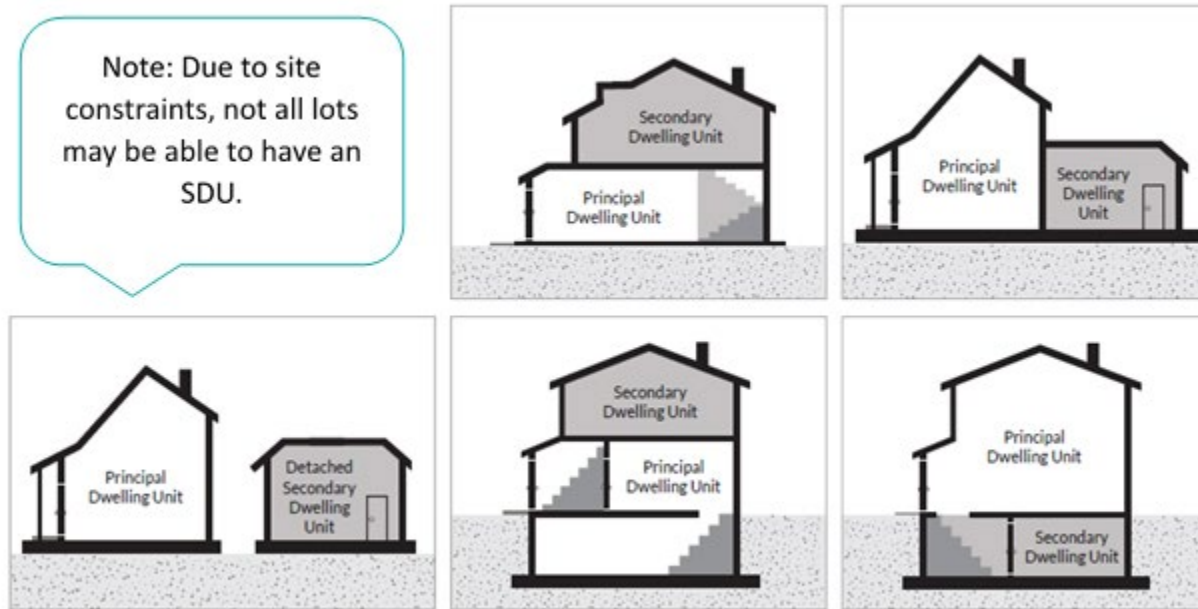 Note: Due to site
constraints, not all lots
may be able to have an
SDU.
Secondary
Dwelling Unit
Principal
Dwelling Unit
Principal
Dwelling Unit
Secondary
Dwelling
Unit
Principal
Dwelling Unit
Detached
Secondary
Dwelling
Unit
Secondary
Dwelling Unit
Principal
Dwelling Unit
Principal
Dwelling Unit
Secondary
Dwelling Unit